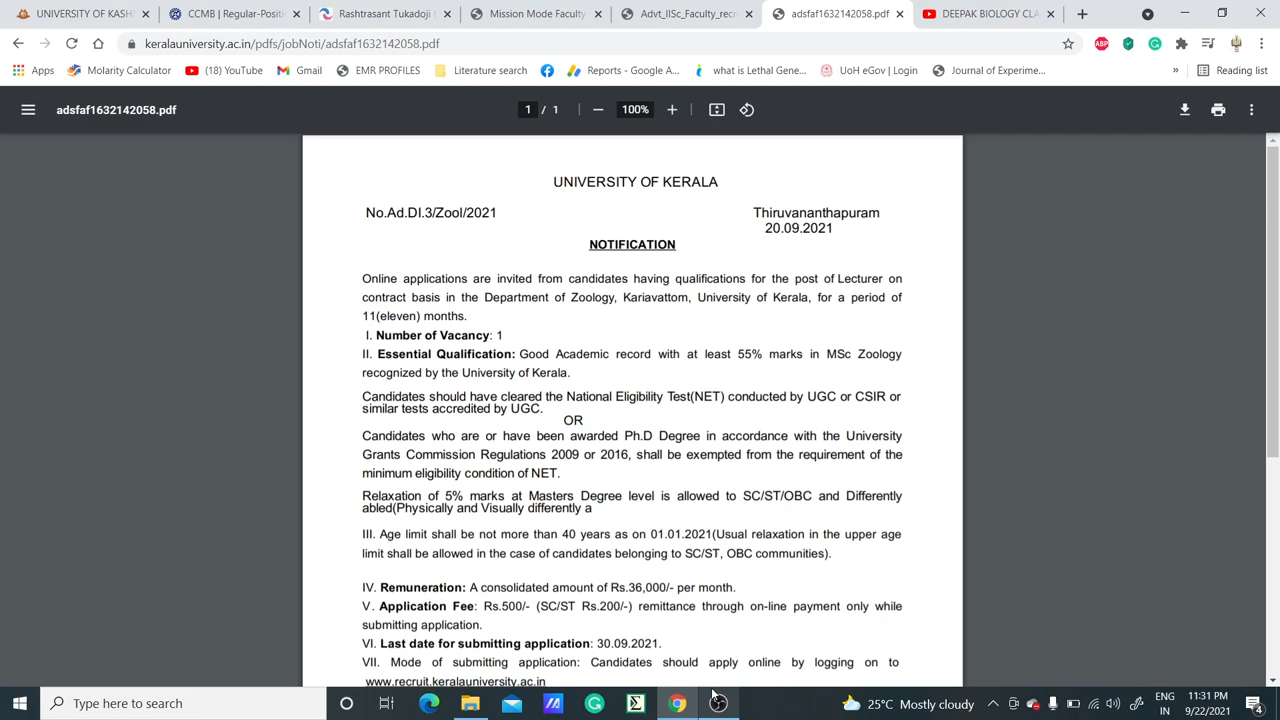 UNIVERSITY OF KASH
CCMB | Regular-Positi
Rashtrasant Tukadoji
Mission Mode Faculty
Advt_IISc_Faculty_recr
adsfaf1632142058.pdf
DEEPAK BIOLOGY CLA
keralauniversity.ac.in/pdfs/jobNoti/adsfaf1632142058.pdf
ABP
Apps
Molarity Calculator
(18) YouTube
Gmail
EMR PROFILES
Literature search
Reports - Google A...
what is Lethal Gene...
UoH eGov | Login
Journal of Experime...
»
Reading list
adsfaf1632142058.pdf
1 / 1
100%
UNIVERSITY OF KERALA
No.Ad.DI.3/Zool/2021
Thiruvananthapuram
20.09.2021
NOTIFICATION
Online applications are invited from candidates having qualifications for the post of Lecturer on
contract basis in the Department of Zoology, Kariavattom, University of Kerala, for a period of
11(eleven) months.
I. Number of Vacancy: 1
II. Essential Qualification: Good Academic record with at least 55% marks in MSc Zoology
recognized by the University of Kerala.
Candidates should have cleared the National Eligibility Test(NET) conducted by UGC or CSIR or
similar tests accredited by UGC.
OR
Candidates who are or have been awarded Ph.D Degree in accordance with the University
Grants Commission Regulations 2009 or 2016, shall be exempted from the requirement of the
minimum eligibility condition of NET.
Relaxation of 5% marks at Masters Degree level is allowed to SC/ST/OBC and Differently
abled(Physically and Visually differently a
III. Age limit shall be not more than 40 years as on 01.01.2021(Usual relaxation in the upper age
limit shall be allowed in the case of candidates belonging to SC/ST, OBC communities).
IV. Remuneration: A consolidated amount of Rs.36,000/- per month.
V. Application Fee: Rs.500/- (SC/ST Rs.200/-) remittance through on-line payment only while
submitting application.
VI. Last date for submitting application: 30.09.2021.
VII. Mode of submitting application: Candidates should apply online by logging on to
www.recruit.keralauniversity.ac.in
Type here to search
25°C Mostly cloudy
ENG
IN
11:31 PM
9/22/2021
4